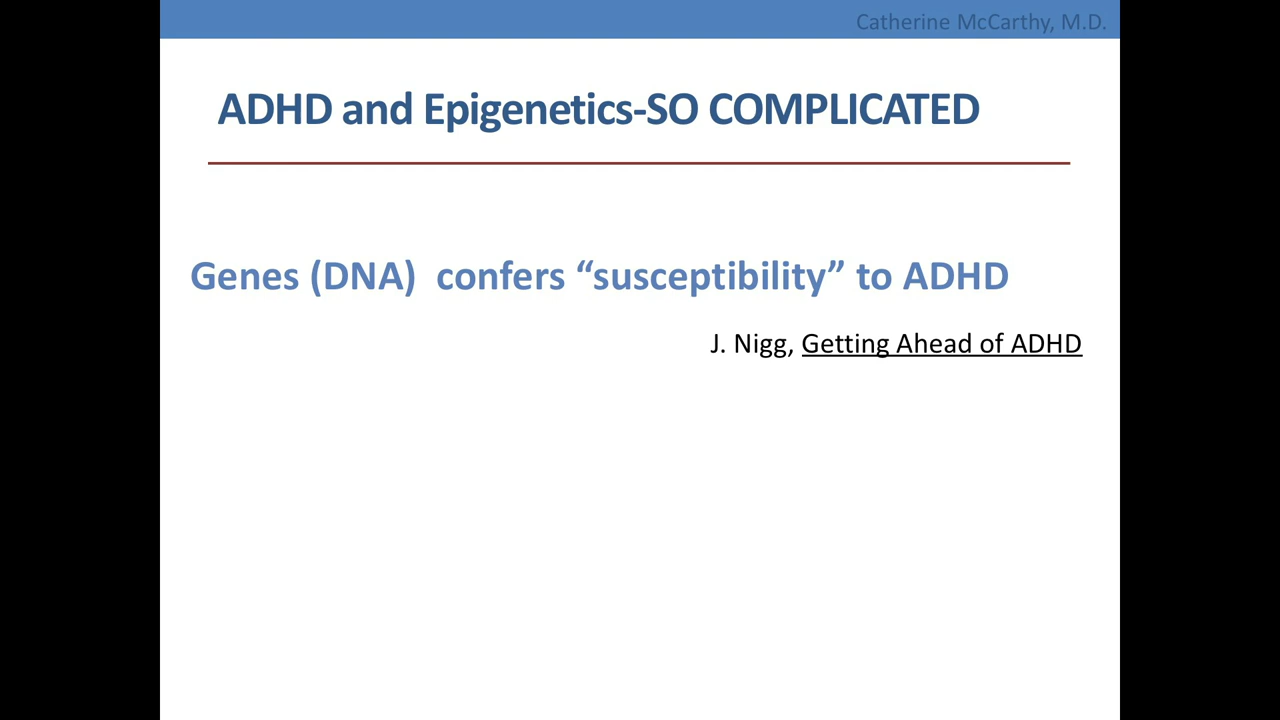 Catherine McCarthy, M.D.
ADHD and Epigenetics-SO COMPLICATED
Genes (DNA)  confers “susceptibility” to ADHD
J. Nigg, Getting Ahead of ADHD